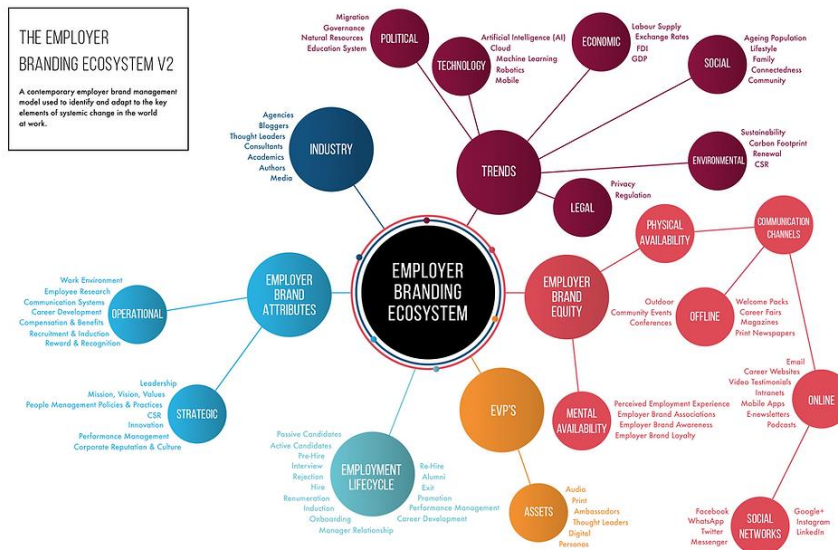 THE EMPLOYER
BRANDING ECOSYSTEM V2
A contemporary employer brand management
model used to identify and adapt to the key
elements of systemic change in the world
at work.
Migration
Governance
Natural Resources
Education System
POLITICAL
Artificial Intelligence (AI)
Cloud
Machine Learning
Robotics
Mobile
TECHNOLOGY
Labour Supply
Exchange Rates
FDI
GDP
ECONOMIC
Ageing Population
Lifestyle
Family
Connectedness
Community
SOCIAL
Sustainability
Carbon Footprint
Renewal
CSR
ENVIRONMENTAL
Privacy
Regulation
LEGAL
TRENDS
Agencies
Bloggers
Thought Leaders
Consultants
Academics
Authors
Media
INDUSTRY
EMPLOYER
BRANDING
ECOSYSTEM
EMPLOYER
BRAND
ATTRIBUTES
Work Environment
Employee Research
Communication Systems
Career Development
Compensation & Benefits
Recruitment & Induction
Reward & Recognition
OPERATIONAL
Leadership
Mission, Vision, Values
People Management Policies & Practices
CSR
Innovation
Performance Management
Corporate Reputation & Culture
STRATEGIC
EMPLOYER
BRAND
EQUITY
PHYSICAL
AVAILABILITY
COMMUNICATION
CHANNELS
Outdoor
Community Events
Conferences
OFFLINE
Welcome Packs
Career Fairs
Magazines
Print Newspapers
Email
Career Websites
Video Testimonials
Intranets
Mobile Apps
E-newsletters
Podcasts
ONLINE
Facebook
WhatsApp
Twitter
Messenger
SOCIAL
NETWORKS
Google+
Instagram
LinkedIn
MENTAL
AVAILABILITY
Perceived Employment Experience
Employer Brand Associations
Employer Brand Awareness
Employer Brand Loyalty
EVP'S
ASSETS
Audio
Print
Ambassadors
Thought Leaders
Digital
Personas
EMPLOYMENT
LIFECYCLE
Passive Candidates
Active Candidates
Pre-Hire
Interview
Rejection
Hire
Renumeration
Induction
Onboarding
Manager Relationship
Re-Hire
Alumni
Exit
Promotion
Performance Management
Career Development